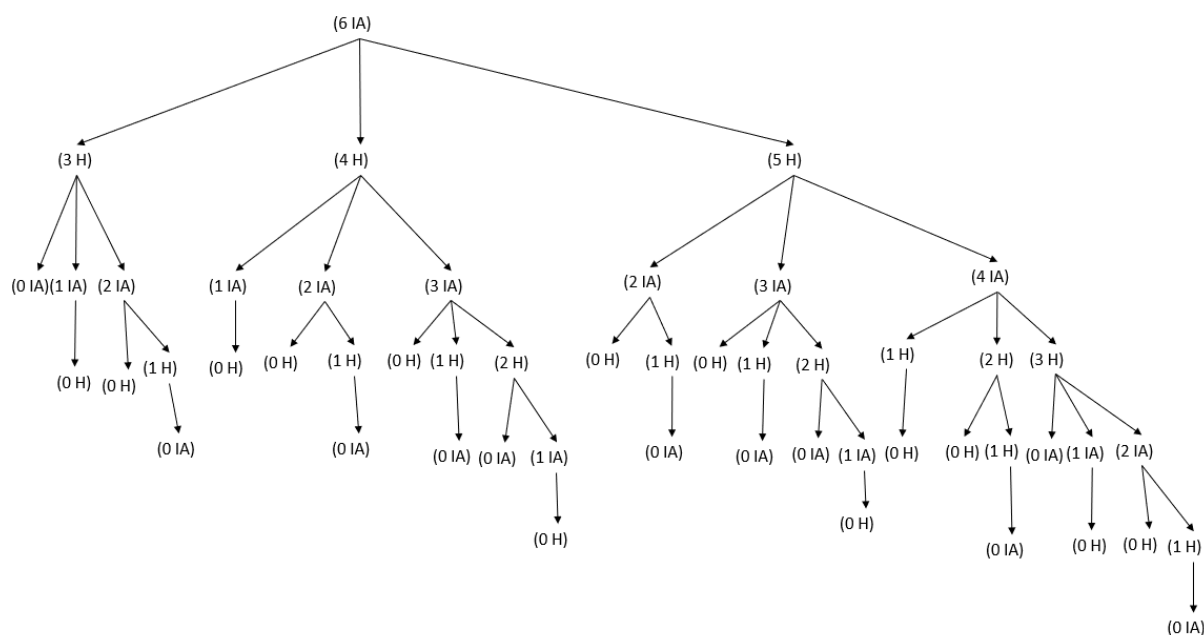 (6 IA)
(3 H) (4 H) (5 H)
(0 IA) (1 IA) (2 IA) (1 IA) (2 IA) (3 IA) (2 IA) (3 IA) (4 IA)
(0 H) (0 H) (1 H) (0 H) (0 H) (1 H) (0 H) (1 H) (2 H) (0 H) (1 H) (0 H) (1 H) (2 H) (1 H) (2 H) (3 H)
(0 IA) (0 IA) (0 IA) (0 IA) (1 IA) (0 IA) (0 IA) (0 IA) (1 IA) (0 H) (0 H) (1 H) (0 IA) (1 IA) (2 IA)
(0 H) (0 H) (0 IA) (0 H) (0 H) (1 H)
(0 IA)